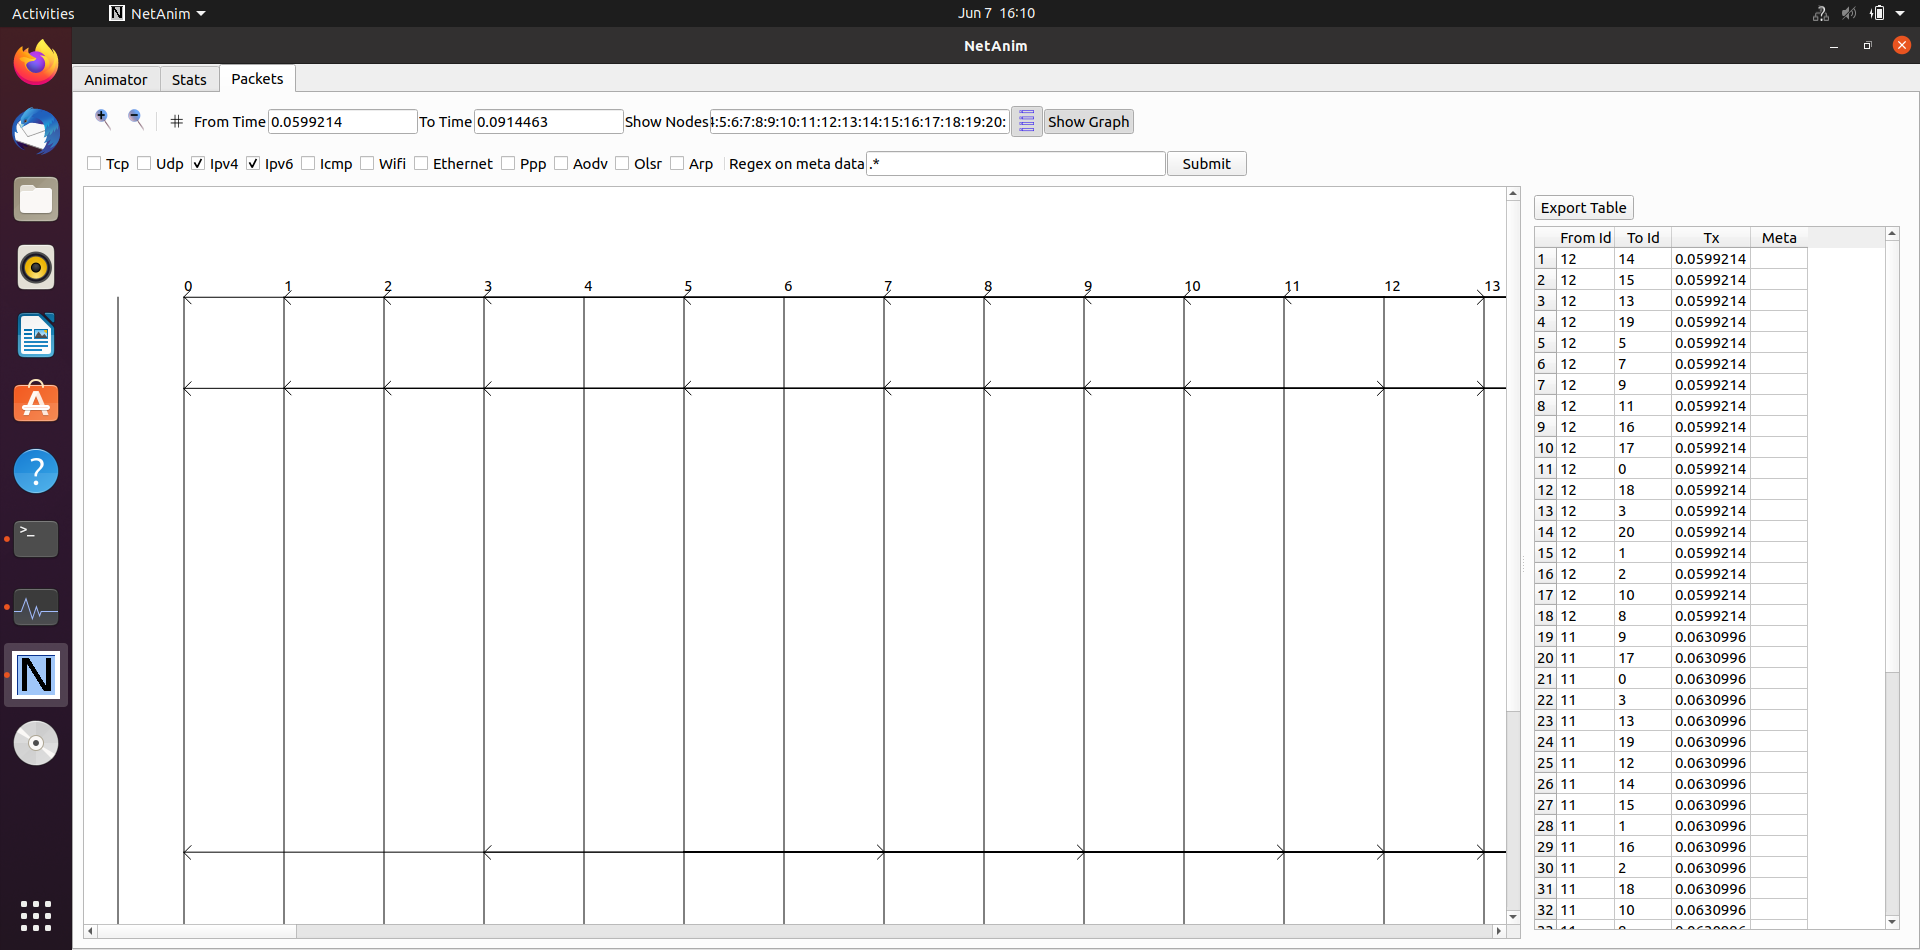 Activities NetAnim Jun 7 16:10
NetAnim
Animator Stats Packets
# From Time 0.0599214 To Time 0.0914463 Show Nodes :5:6:7:8:9:10:11:12:13:14:15:16:17:18:19:20: Show Graph
Tcp Udp Ipv4 Ipv6 Icmp Wifi Ethernet Ppp Aodv Olsr Arp Regex on meta data .* Submit
Export Table
0 1 2 3 4 5 6 7 8 9 10 11 12 13
From Id To Id Tx Meta
1 12 14 0.0599214
2 12 15 0.0599214
3 12 13 0.0599214
4 12 19 0.0599214
5 12 5 0.0599214
6 12 7 0.0599214
7 12 9 0.0599214
8 12 11 0.0599214
9 12 16 0.0599214
10 12 17 0.0599214
11 12 0 0.0599214
12 12 18 0.0599214
13 12 3 0.0599214
14 12 20 0.0599214
15 12 1 0.0599214
16 12 2 0.0599214
17 12 10 0.0599214
18 12 8 0.0599214
19 11 9 0.0630996
20 11 17 0.0630996
21 11 0 0.0630996
22 11 3 0.0630996
23 11 13 0.0630996
24 11 19 0.0630996
25 11 12 0.0630996
26 11 14 0.0630996
27 11 15 0.0630996
28 11 1 0.0630996
29 11 16 0.0630996
30 11 2 0.0630996
31 11 18 0.0630996
32 11 10 0.0630996